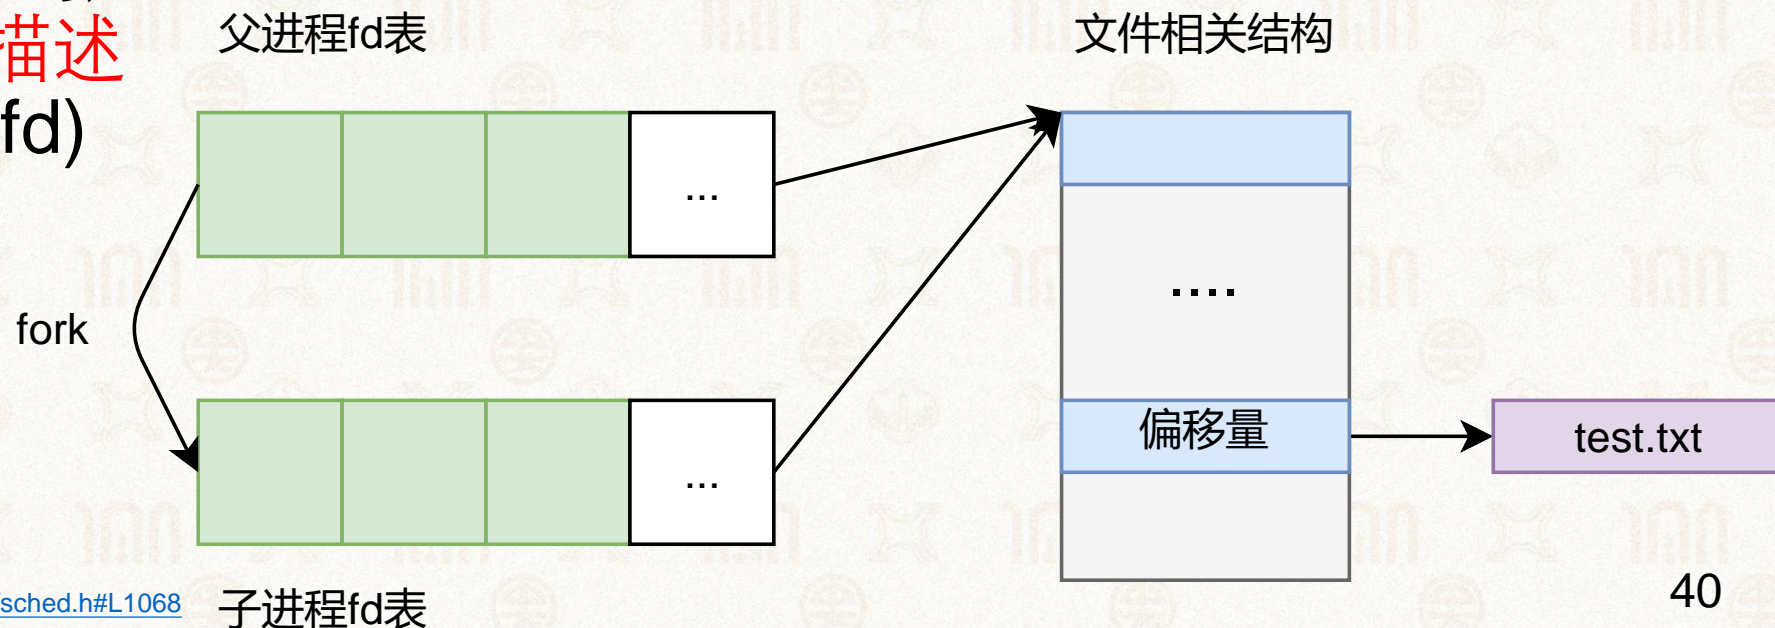 描述
fd)
父进程fd表
文件相关结构
...
....
fork
偏移量
test.txt
...
sched.h#L1068
子进程fd表
40